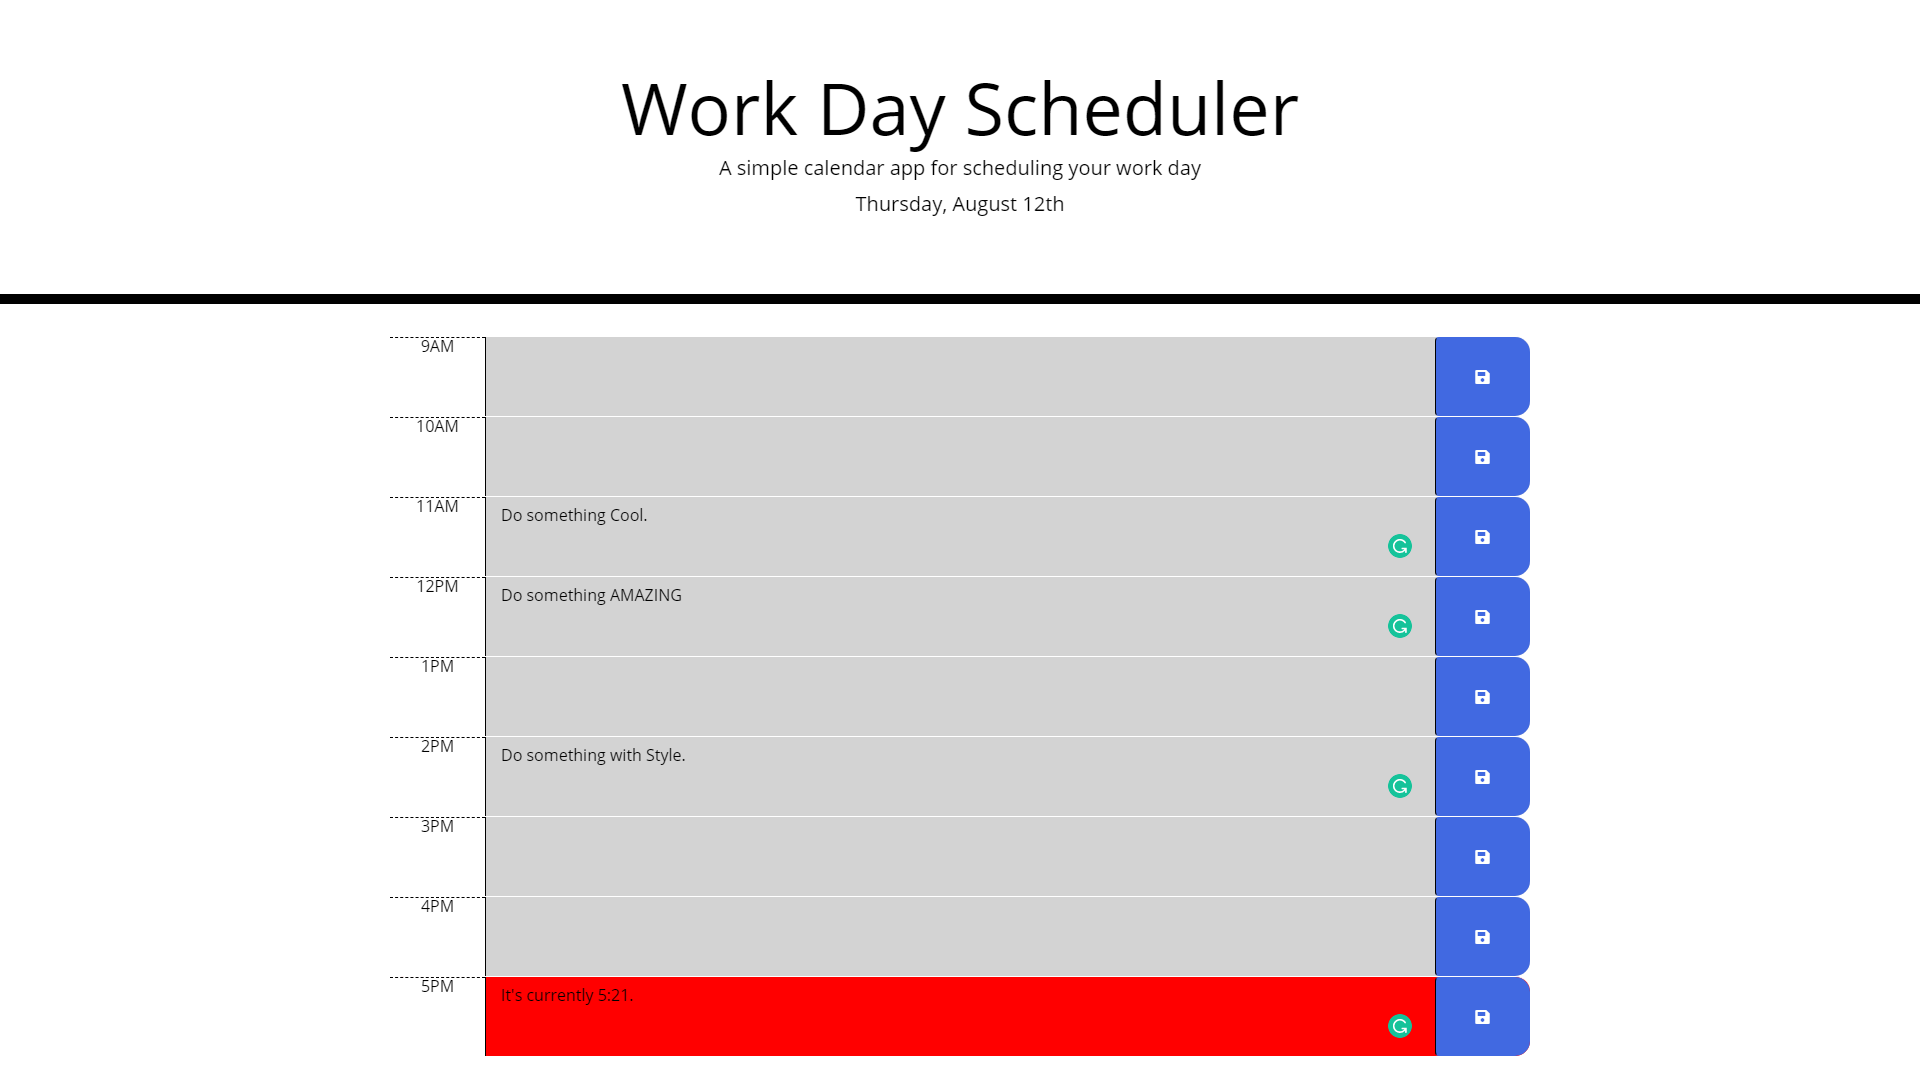 Work Day Scheduler
A simple calendar app for scheduling your work day
Thursday, August 12th
9AM
10AM
11AM
Do something Cool.
12PM
Do something AMAZING
1PM
2PM
Do something with Style.
3PM
4PM
5PM
It's currently 5:21.